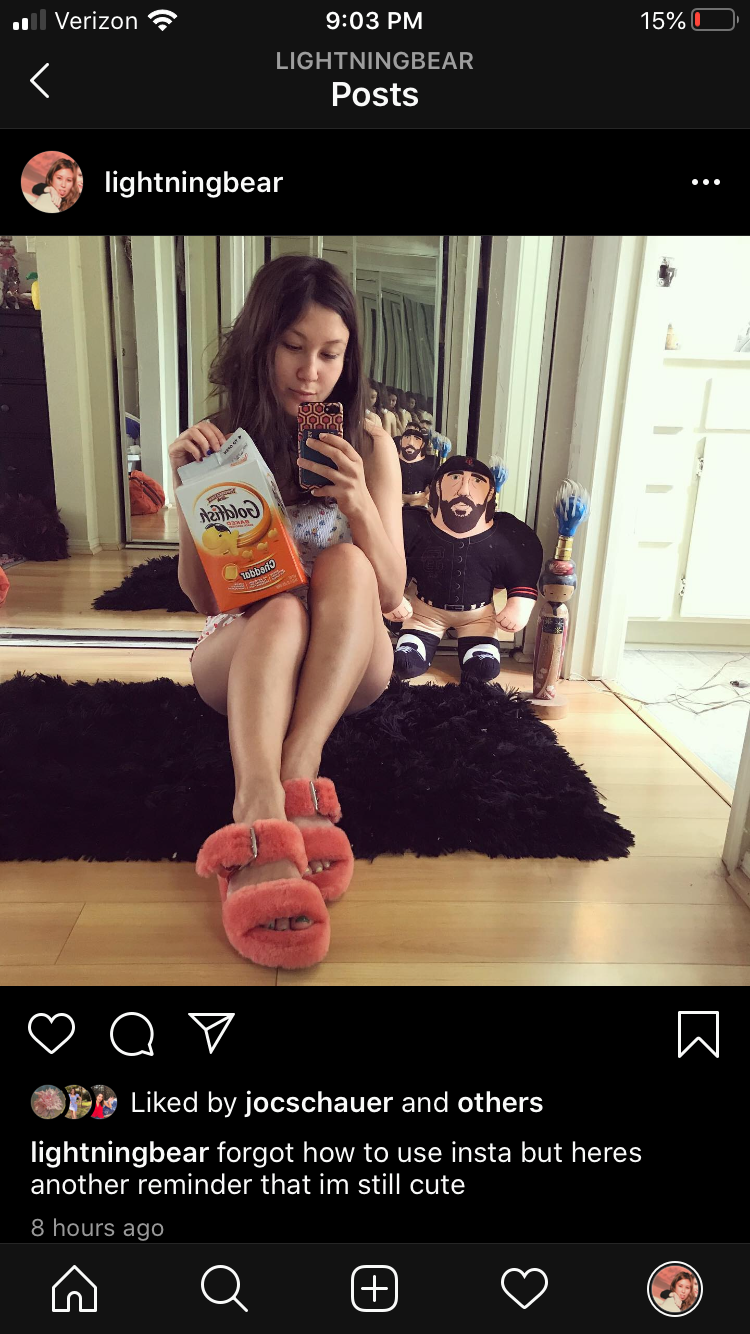 Verizon 9:03 PM 15%
LIGHTNINGBEAR
Posts
lightningbear
Goldfish
BAKED
Cheddar
Liked by jocschauer and others
lightningbear forgot how to use insta but heres
another reminder that im still cute
8 hours ago